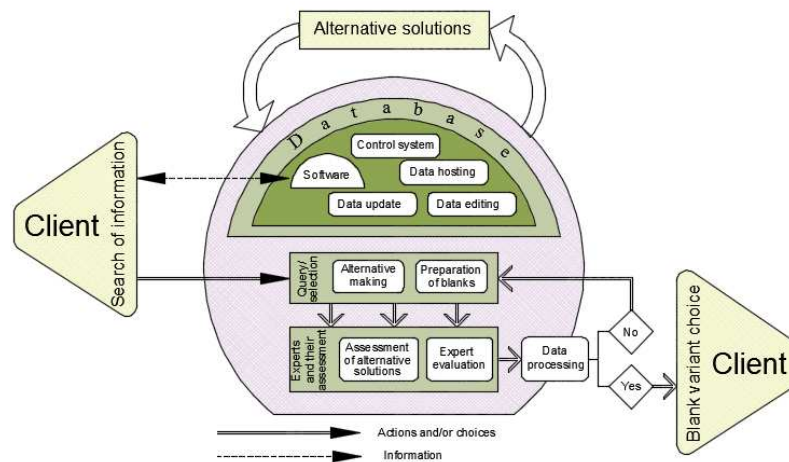 Alternative solutions
Database
Control system
Software
Data hosting
Data update
Data editing
Client
Search of information
Query/
selection
Alternative
making
Preparation
of blanks
Experts
and their
assessment
Assessment
of alternative
solutions
Expert
evaluation
Data
processing
No
Yes
Blank variant choice
Client
Actions and/or choices
Information